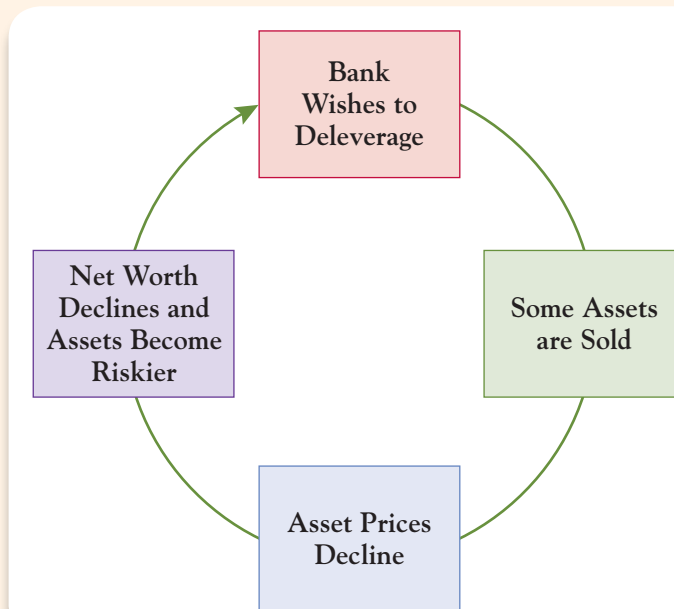 Bank
Wishes to
Deleverage
Net Worth
Declines and
Assets Become
Riskier
Some Assets
are Sold
Asset Prices
Decline